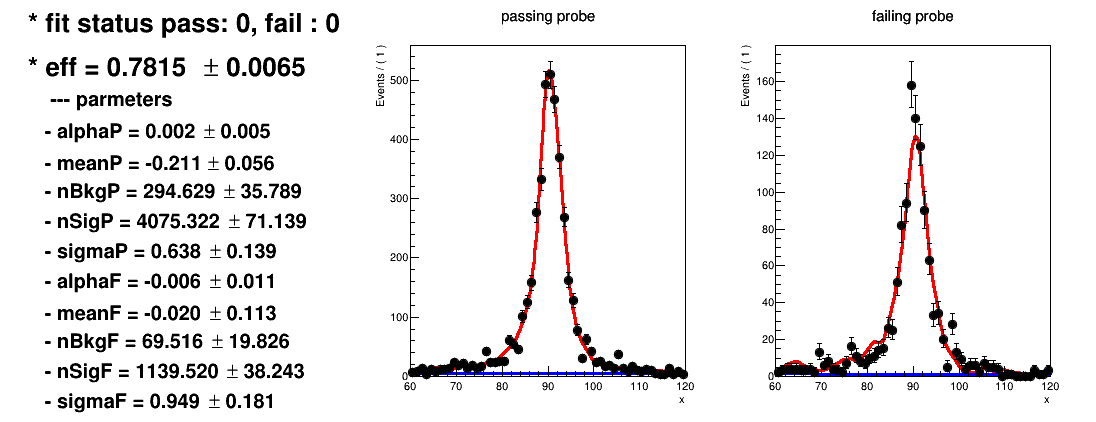 * fit status pass: 0, fail : 0
* eff = 0.7815 ± 0.0065
--- parmeters
- alphaP = 0.002 ± 0.005
- meanP = -0.211 ± 0.056
- nBkgP = 294.629 ± 35.789
- nSigP = 4075.322 ± 71.139
- sigmaP = 0.638 ± 0.139
- alphaF = -0.006 ± 0.011
- meanF = -0.020 ± 0.113
- nBkgF = 69.516 ± 19.826
- nSigF = 1139.520 ± 38.243
- sigmaF = 0.949 ± 0.181
passing probe
Events / ( 1 )
500
400
300
200
100
0
60 70 80 90 100 110 120
x
failing probe
Events / ( 1 )
160
140
120
100
80
60
40
20
0
60 70 80 90 100 110 120
x